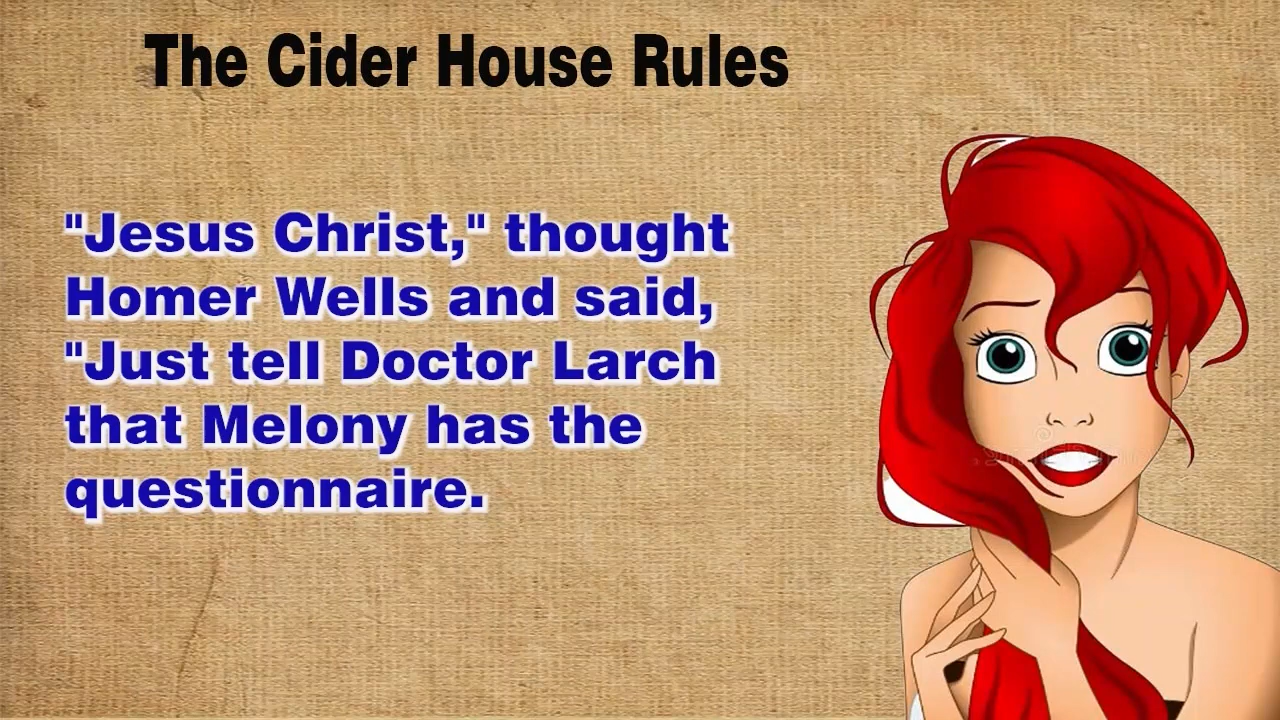 The Cider House Rules
"Jesus Christ," thought
Homer Wells and said,
"Just tell Doctor Larch
that Melony has the
questionnaire.